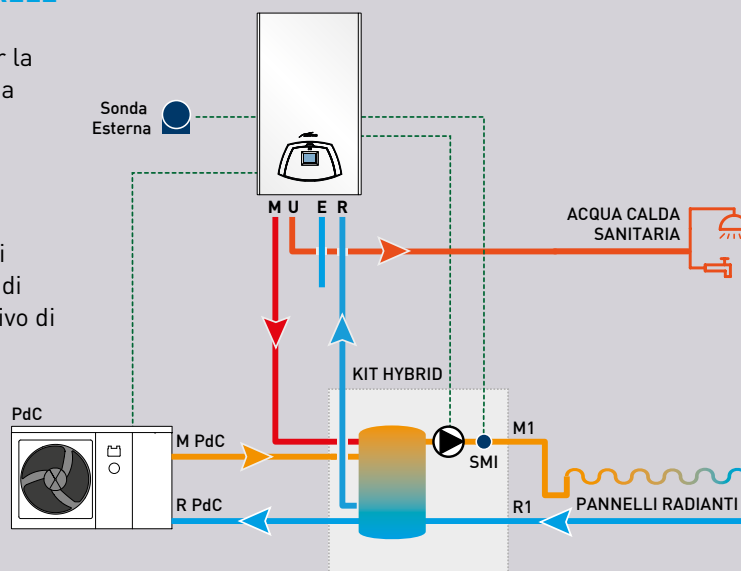 r la
a
i
di
ivo di
Sonda
Esterna
M U E R
ACQUA CALDA
SANITARIA
KIT HYBRID
PdC
M PdC
M1
SMI
R PdC
R1
PANNELLI RADIANTI